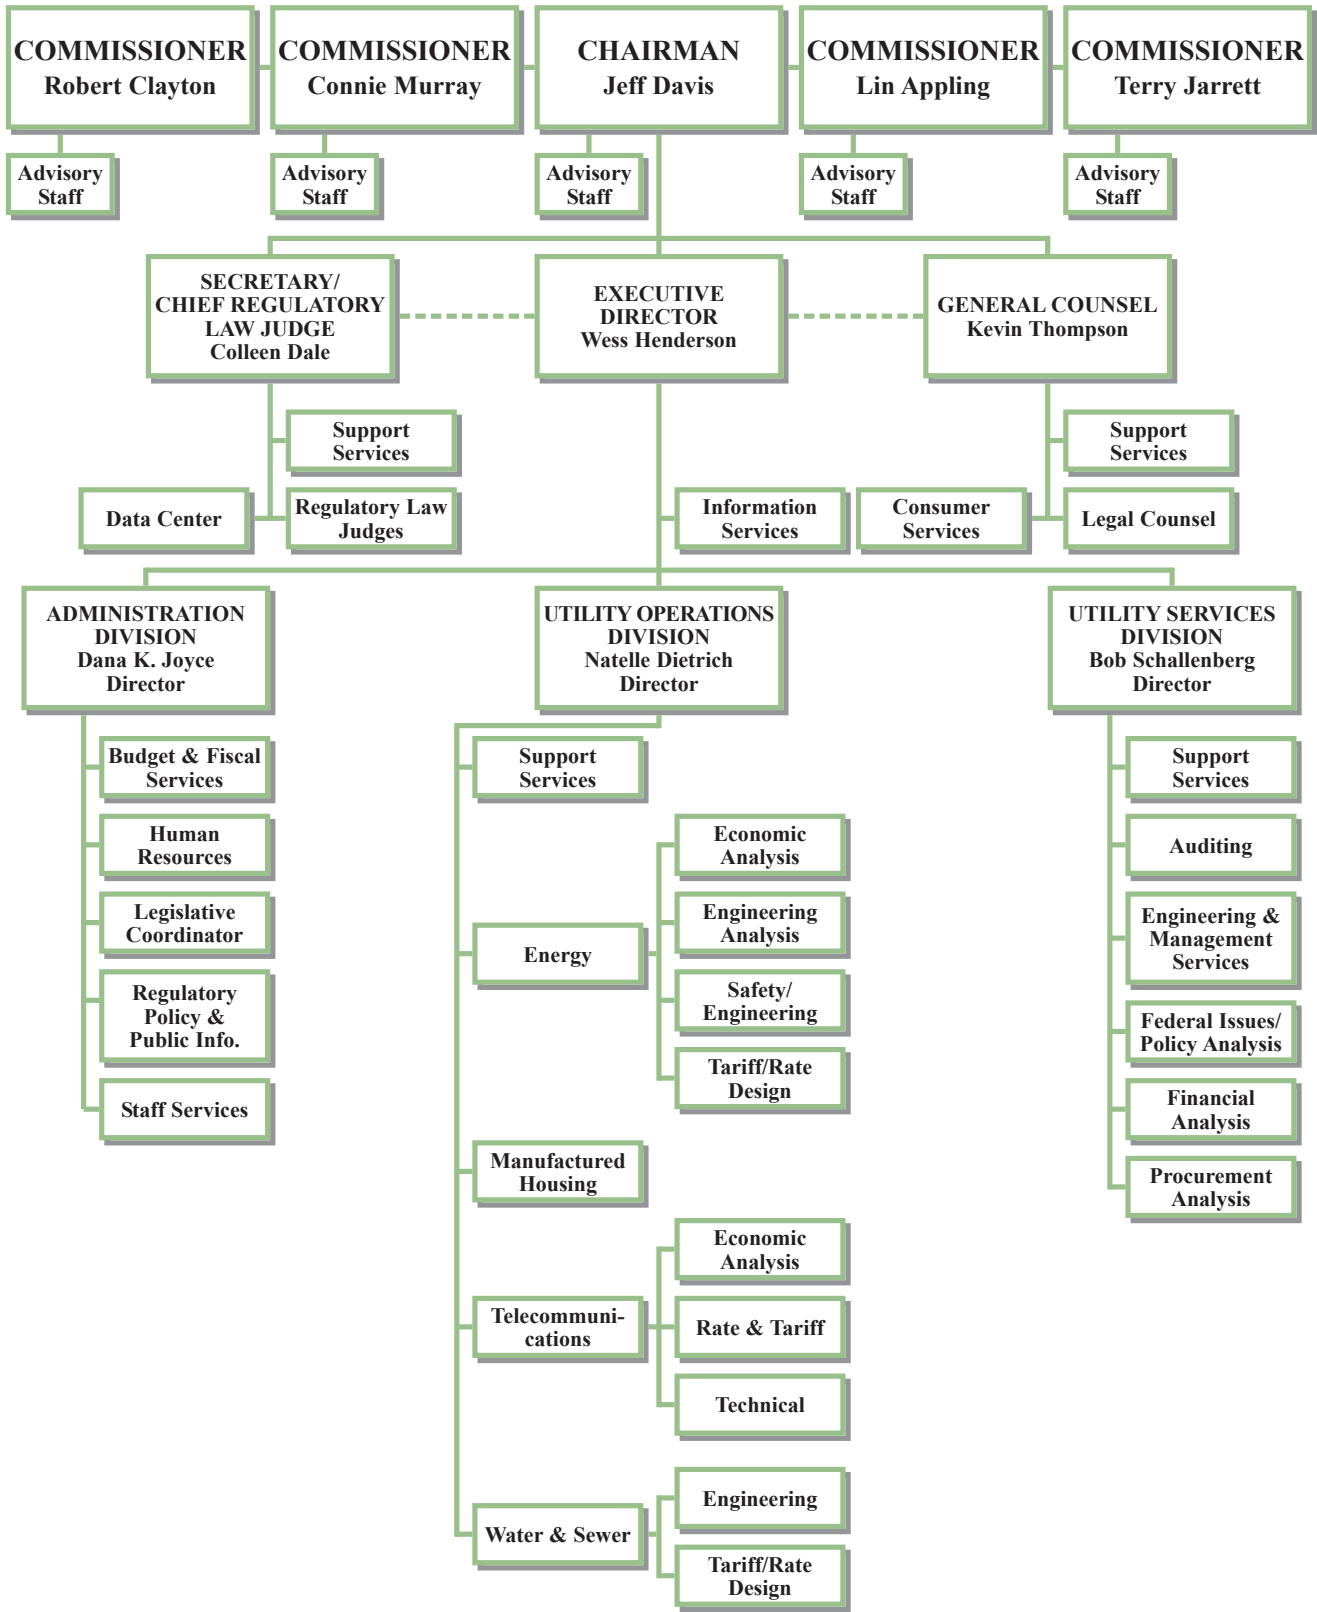 COMMISSIONER
Robert Clayton
COMMISSIONER
Connie Murray
CHAIRMAN
Jeff Davis
COMMISSIONER
Lin Appling
COMMISSIONER
Terry Jarrett
Advisory
Staff
Advisory
Staff
Advisory
Staff
Advisory
Staff
Advisory
Staff
SECRETARY/
CHIEF REGULATORY
LAW JUDGE
Colleen Dale
EXECUTIVE
DIRECTOR
Wess Henderson
GENERAL COUNSEL
Kevin Thompson
Support
Services
Support
Services
Data Center
Regulatory Law
Judges
Information
Services
Consumer
Services
Legal Counsel
ADMINISTRATION
DIVISION
Dana K. Joyce
Director
UTILITY OPERATIONS
DIVISION
Natelle Dietrich
Director
UTILITY SERVICES
DIVISION
Bob Schallenberg
Director
Budget & Fiscal
Services
Human
Resources
Legislative
Coordinator
Regulatory
Policy &
Public Info.
Staff Services
Support
Services
Energy
Economic
Analysis
Engineering
Analysis
Safety/
Engineering
Tariff/Rate
Design
Manufactured
Housing
Telecommuni-
cations
Economic
Analysis
Rate & Tariff
Technical
Water & Sewer
Engineering
Tariff/Rate
Design
Support
Services
Auditing
Engineering &
Management
Services
Federal Issues/
Policy Analysis
Financial
Analysis
Procurement
Analysis